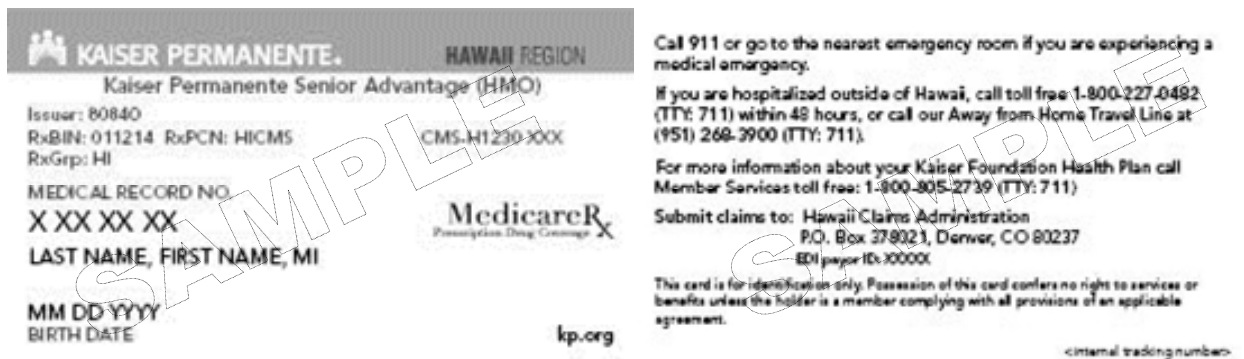 KAISER PERMANENTE.
HAWAII REGION
Kaiser Permanente Senior Advantage (HMO)
Issuer: 80840
RxBIN: 011214 RxPCN: HICMS
CMS-H1230-XXX
RxGrp: HI
MEDICAL RECORD NO.
X XX XX XX
MedicareRx
Prescription Drug Coverage
LAST NAME, FIRST NAME, MI
MM DD YYYY
BIRTH DATE
kp.org
SAMPLE
Call 911 or go to the nearest emergency room if you are experiencing a
medical emergency.
If you are hospitalized outside of Hawaii, call toll free 1-800-227-0482
(TTY: 711) within 48 hours, or call our Away from Home Travel Line at
(951) 268-3900 (TTY: 711).
For more information about your Kaiser Foundation Health Plan call
Member Services toll free: 1-800-805-2739 (TTY: 711)
Submit claims to: Hawaii Claims Administration
P.O. Box 378021, Denver, CO 80237
EDI payor ID: XXXXX
This card is for identification only. Possession of this card confers no right to services or
benefits unless the holder is a member complying with all provisions of an applicable
agreement.
<internal tracking number>
SAMPLE